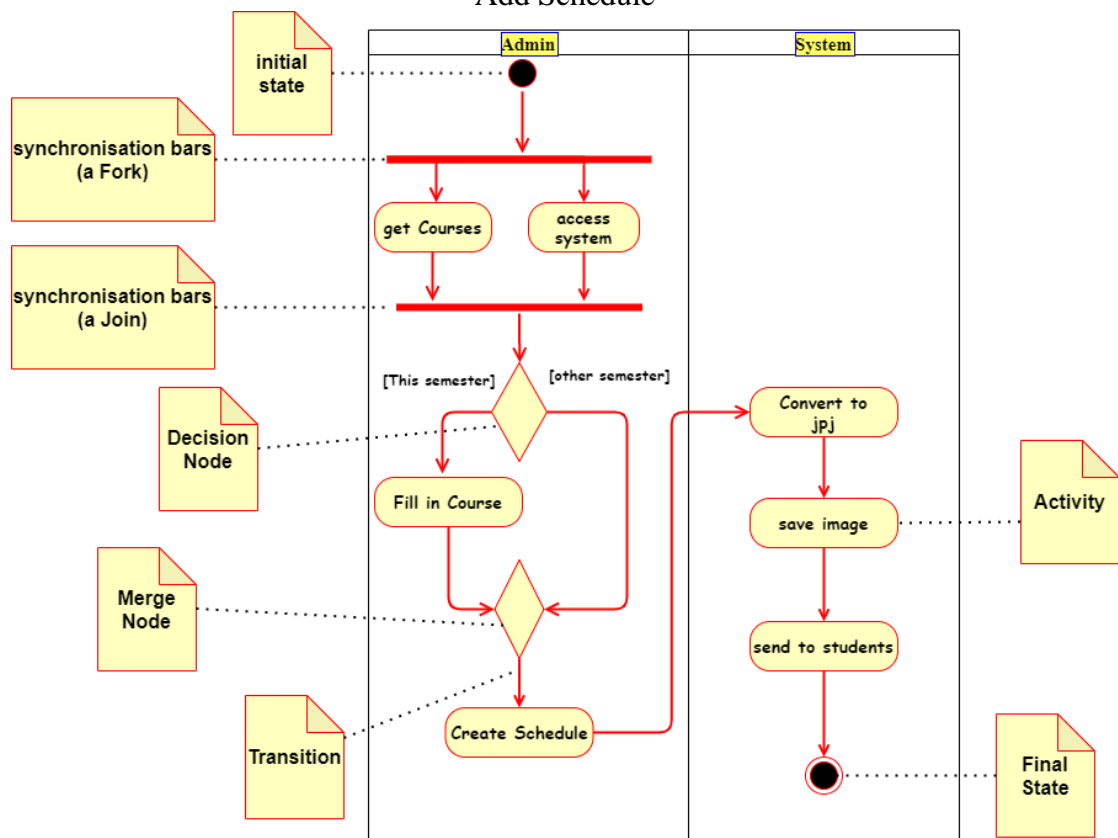 Add Schedule
Admin
System
initial
state
synchronisation bars
(a Fork)
get Courses
access
system
synchronisation bars
(a Join)
[This semester]
[other semester]
Convert to
jpj
Decision
Node
Fill in Course
save image
Activity
Merge
Node
send to students
Transition
Create Schedule
Final
State